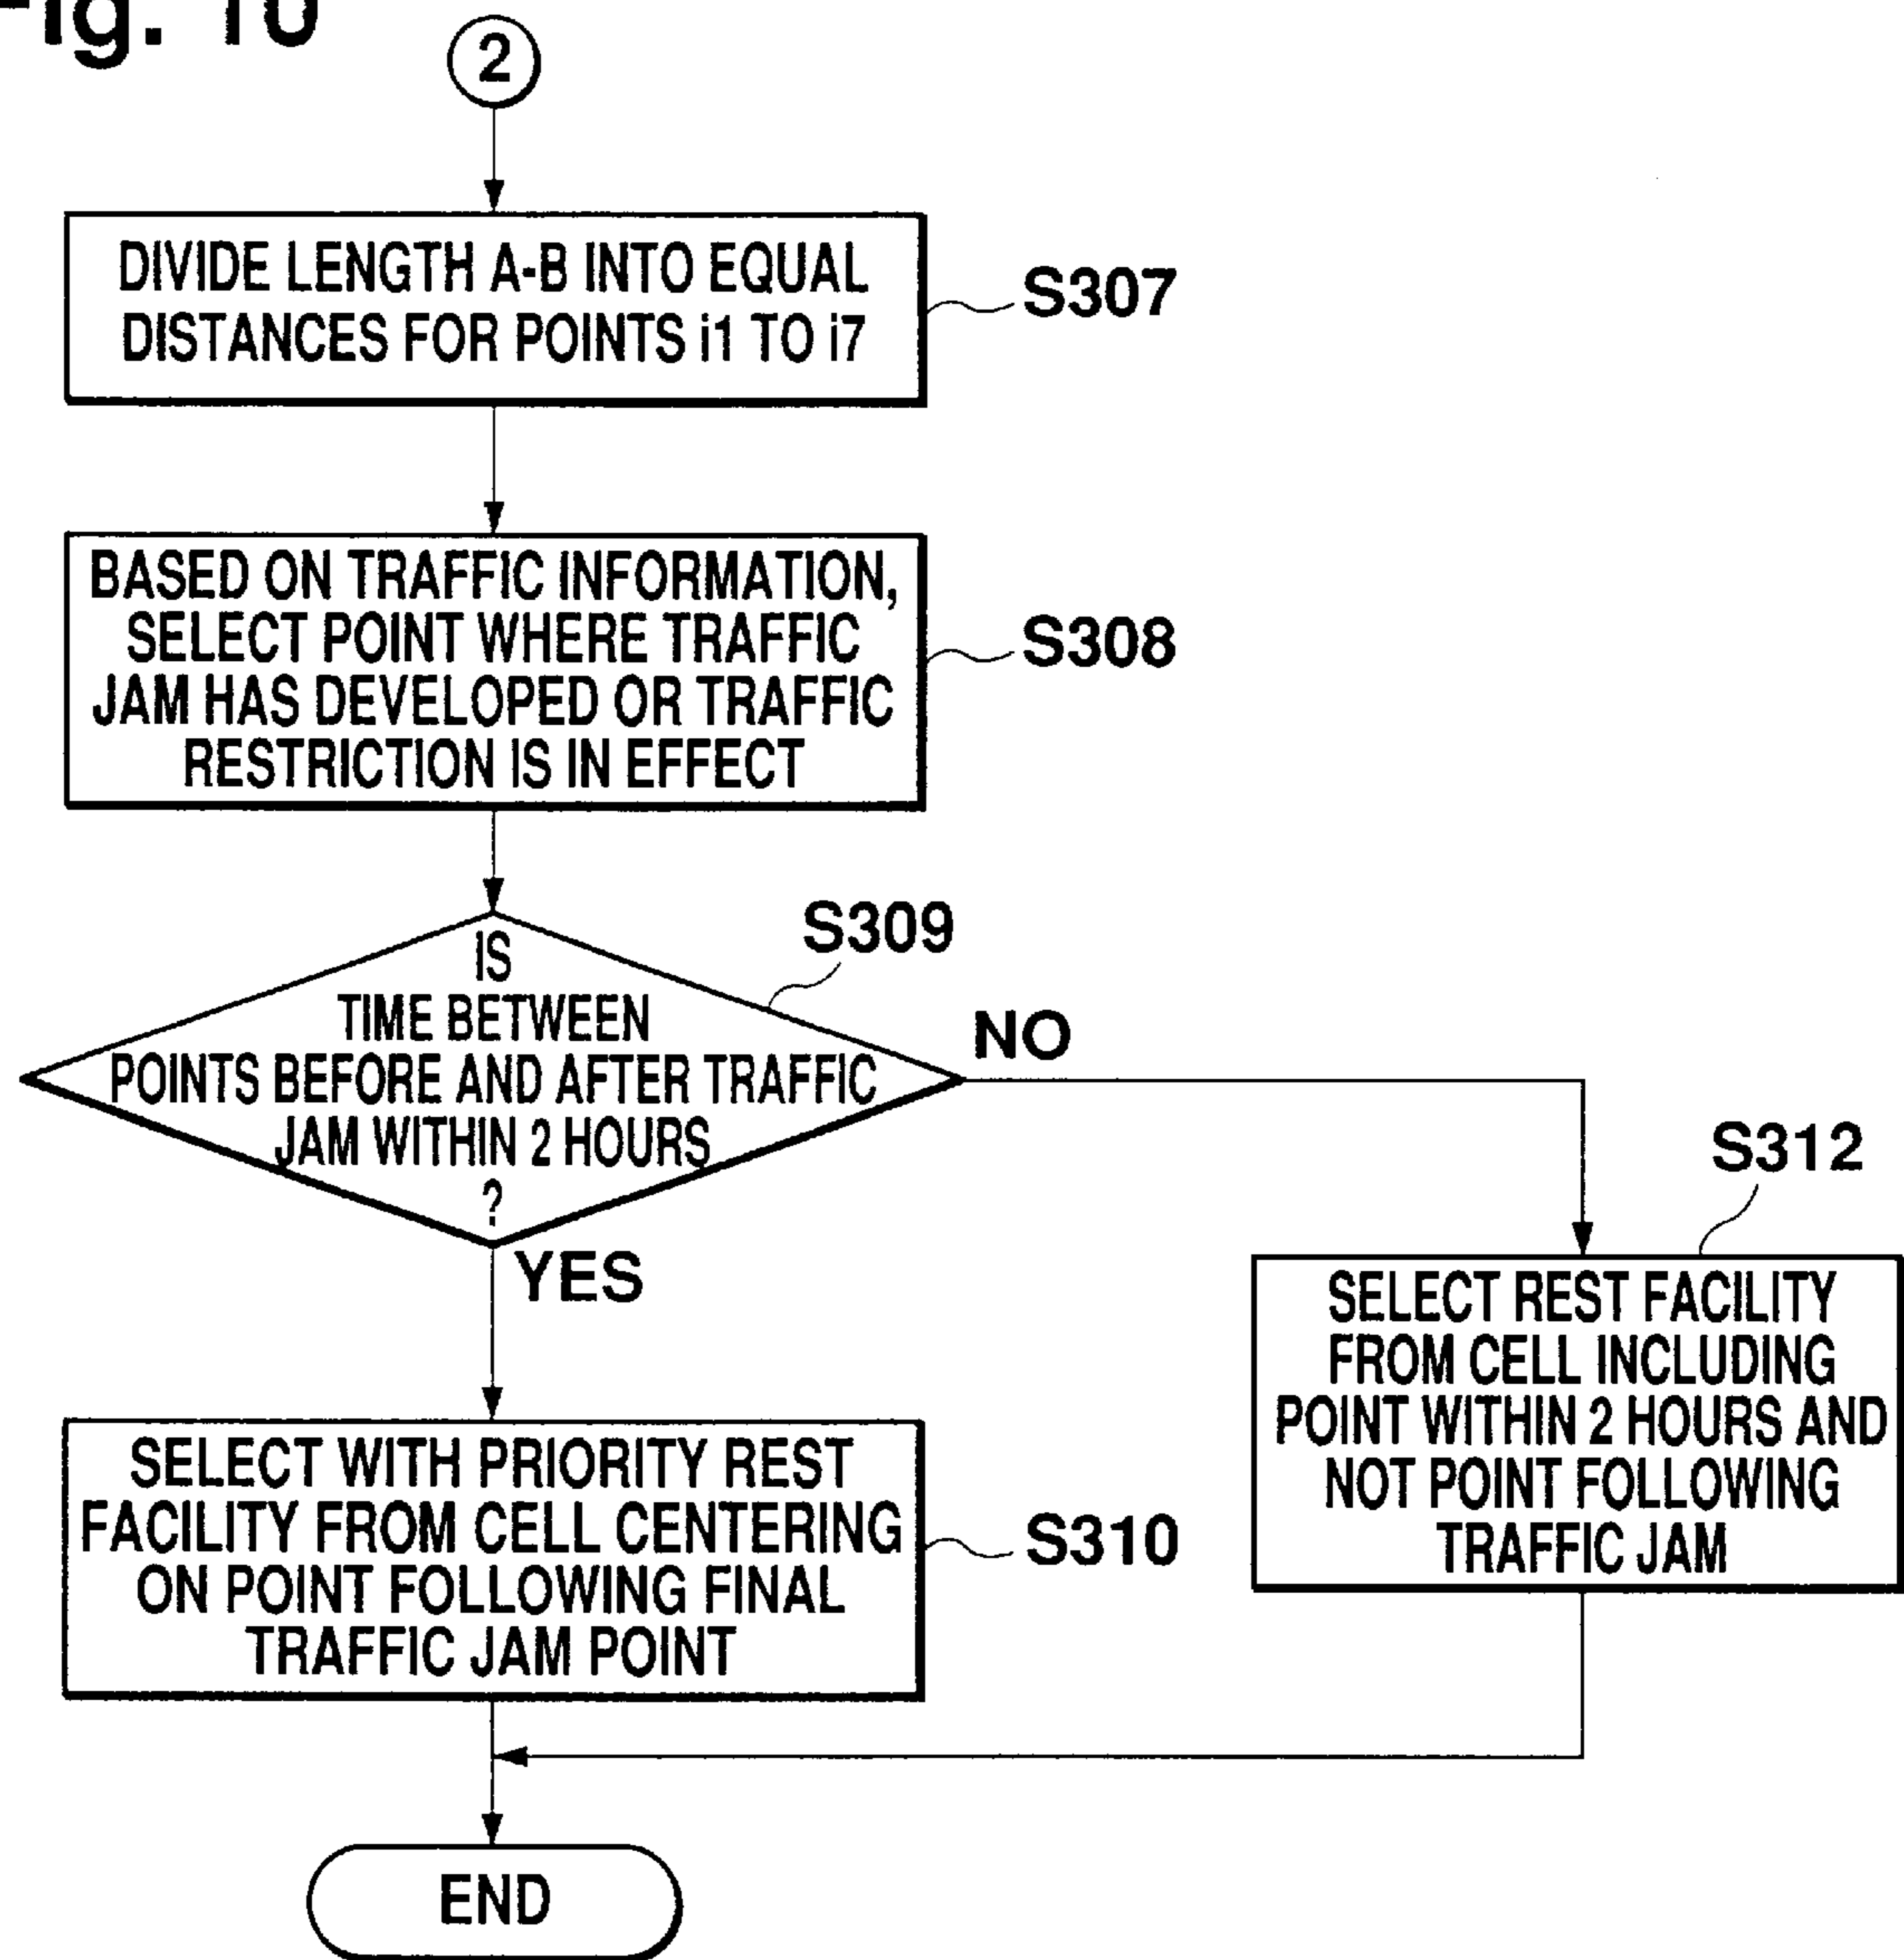 Fig. 10
2
DIVIDE LENGTH A-B INTO EQUAL
DISTANCES FOR POINTS i1 TO i7
S307
BASED ON TRAFFIC INFORMATION,
SELECT POINT WHERE TRAFFIC
JAM HAS DEVELOPED OR TRAFFIC
RESTRICTION IS IN EFFECT
S308
S309
IS
TIME BETWEEN
POINTS BEFORE AND AFTER TRAFFIC
JAM WITHIN 2 HOURS
?
NO
YES
S312
SELECT REST FACILITY
FROM CELL INCLUDING
POINT WITHIN 2 HOURS AND
NOT POINT FOLLOWING
TRAFFIC JAM
SELECT WITH PRIORITY REST
FACILITY FROM CELL CENTERING
ON POINT FOLLOWING FINAL
TRAFFIC JAM POINT
S310
END